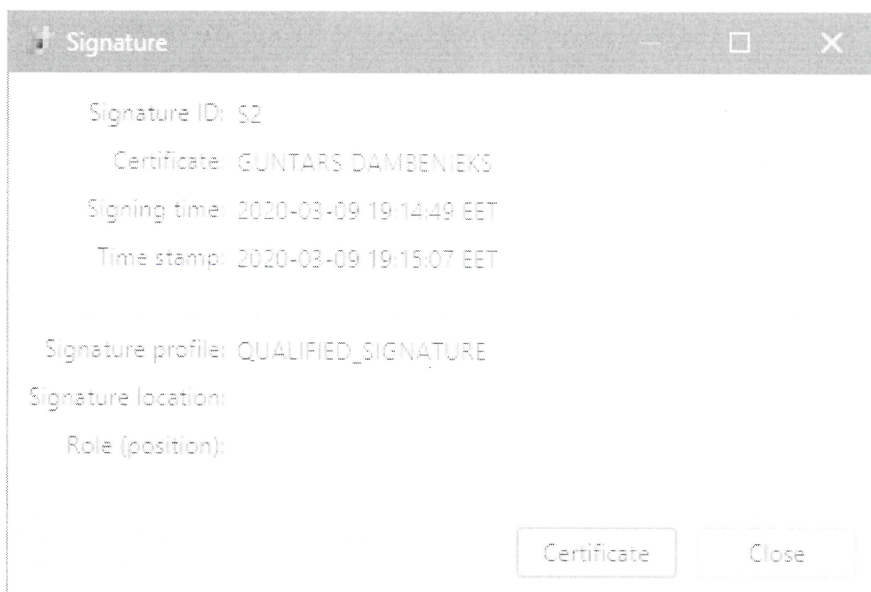 Signature
Signature ID: S2
Certificate: GUNTARS DAMBENIEKS
Signing time: 2020-03-09 19:14:49 EET
Time stamp: 2020-03-09 19:15:07 EET
Signature profile: QUALIFIED_SIGNATURE
Signature location:
Role (position):
Certificate Close